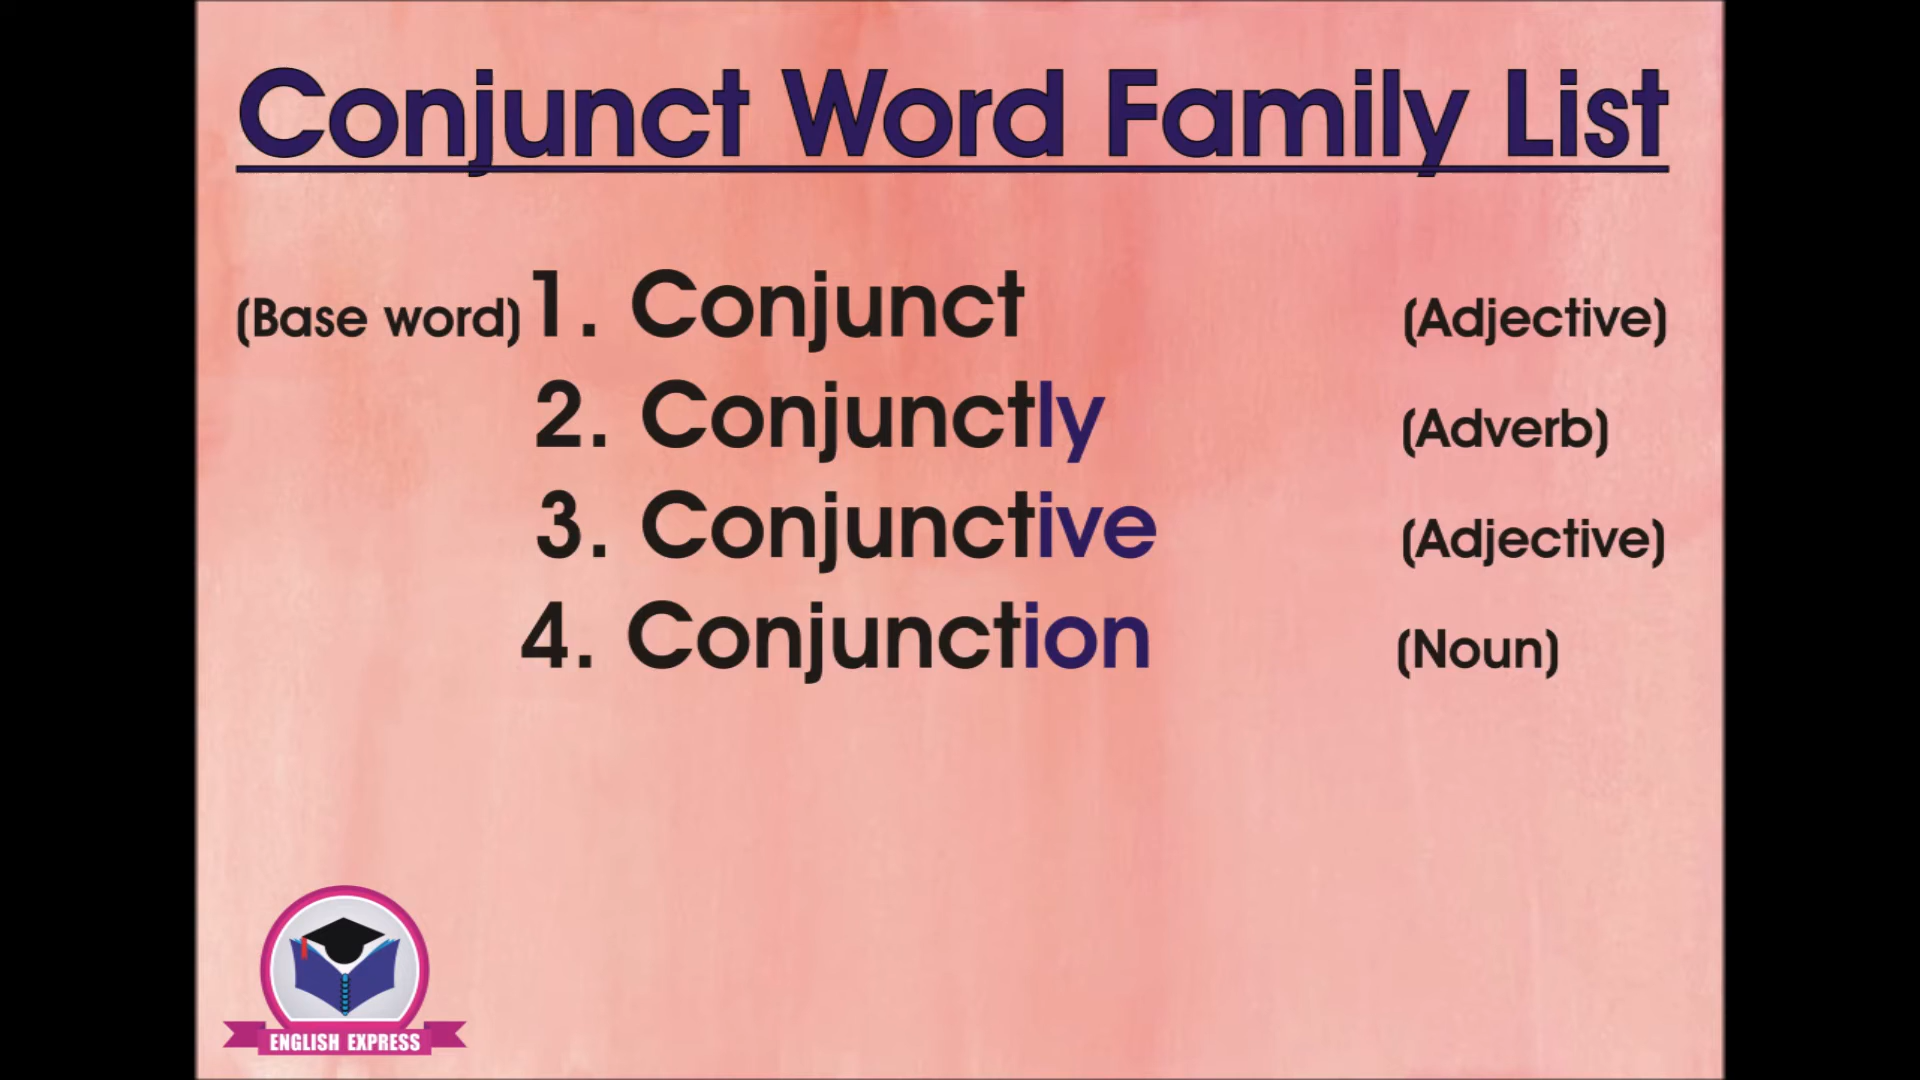 Conjunct Word Family List
(Base word) 1. Conjunct (Adjective)
2. Conjunctly (Adverb)
3. Conjunctive (Adjective)
4. Conjunction (Noun)
ENGLISH EXPRESS